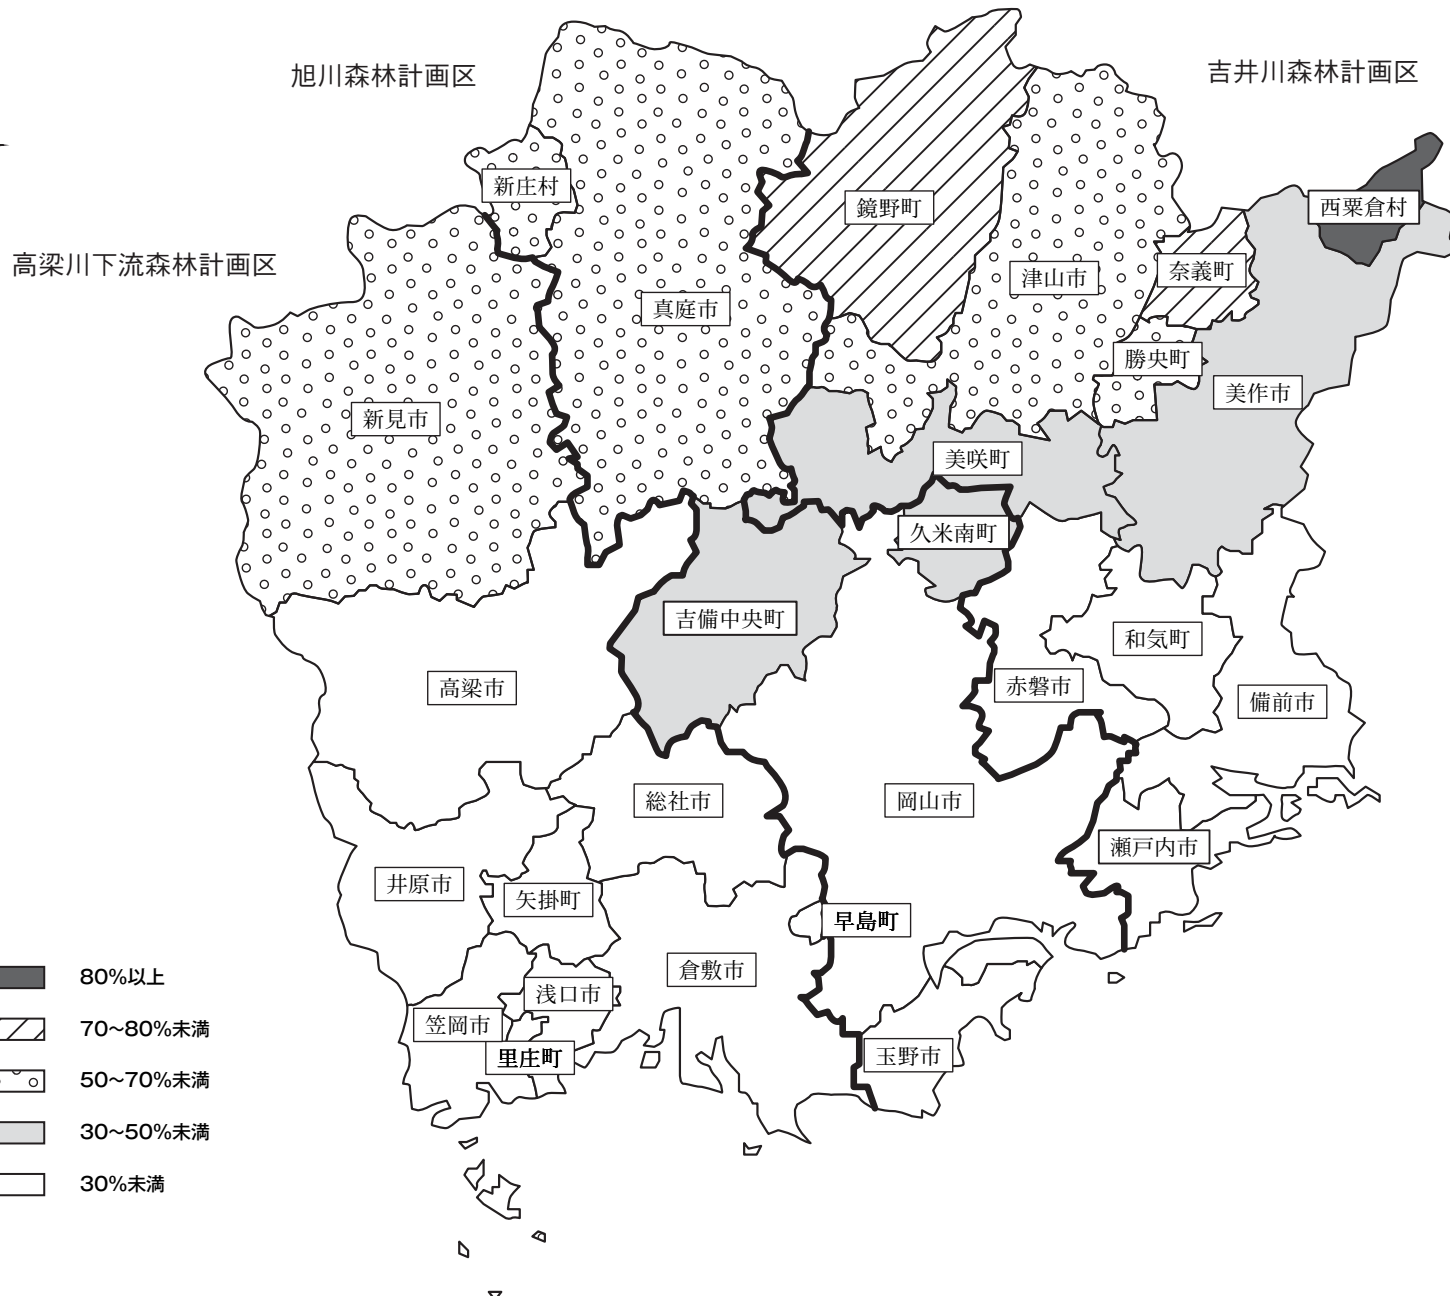 旭川森林計画区
吉井川森林計画区
高梁川下流森林計画区
新庄村
鏡野町
西粟倉村
奈義町
津山市
真庭市
勝央町
美作市
新見市
美咲町
久米南町
吉備中央町
和気町
高梁市
赤磐市
備前市
総社市
岡山市
瀬戸内市
井原市
矢掛町
早島町
倉敷市
浅口市
笠岡市
里庄町
玉野市
80%以上
70～80%未満
50～70%未満
30～50%未満
30%未満